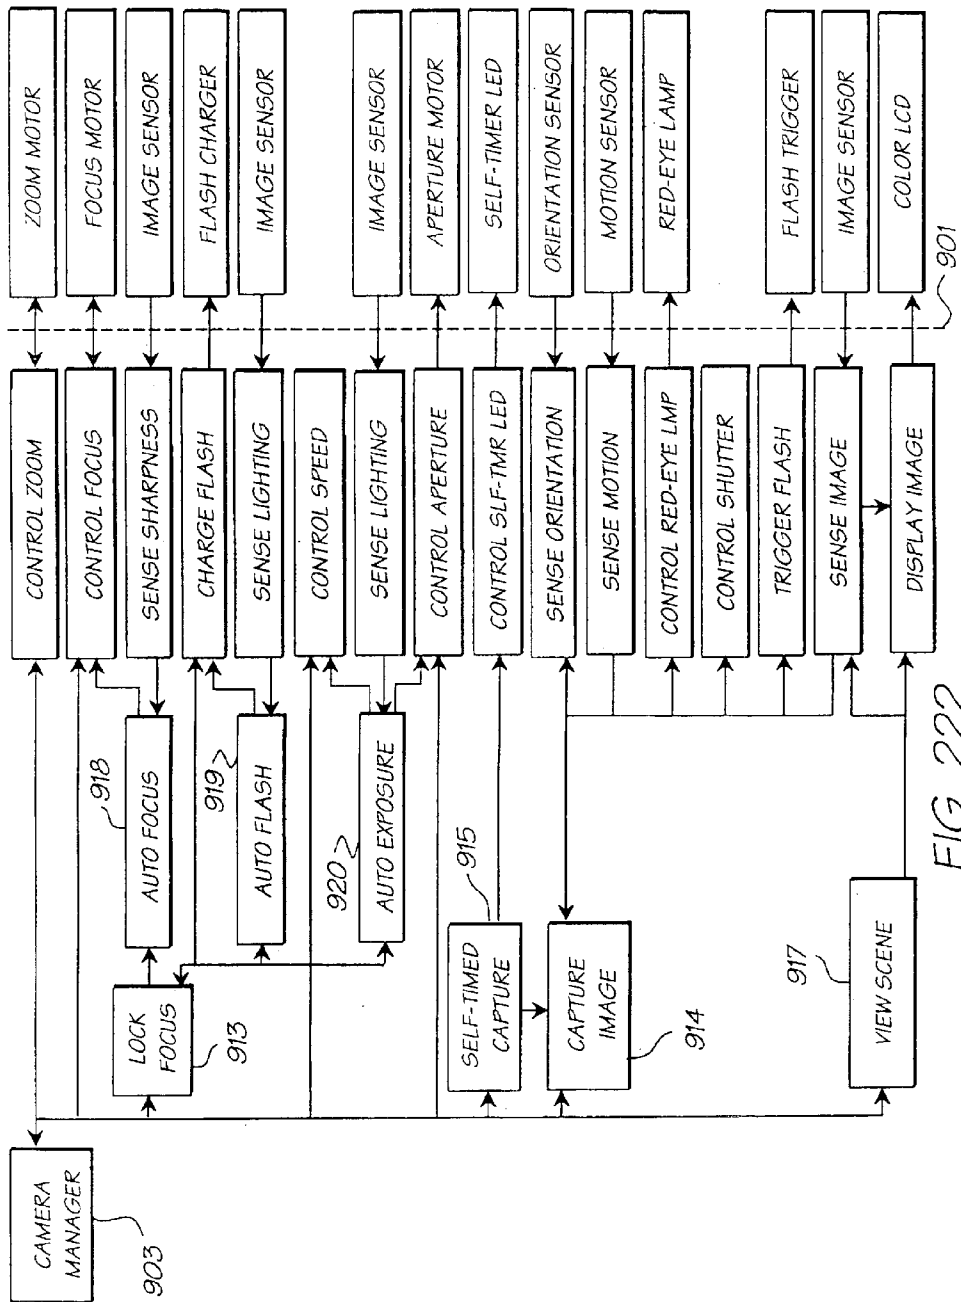 CAMERA
MANAGER
903
LOCK
FOCUS
913
SELF-TIMED
CAPTURE
915
CAPTURE
IMAGE
914
VIEW SCENE
917
AUTO FOCUS
918
AUTO FLASH
919
AUTO EXPOSURE
920
CONTROL ZOOM
CONTROL FOCUS
SENSE SHARPNESS
CHARGE FLASH
SENSE LIGHTING
CONTROL SPEED
SENSE LIGHTING
CONTROL APERTURE
CONTROL SLF-TMR LED
SENSE ORIENTATION
SENSE MOTION
CONTROL RED-EYE LMP
CONTROL SHUTTER
TRIGGER FLASH
SENSE IMAGE
DISPLAY IMAGE
ZOOM MOTOR
FOCUS MOTOR
IMAGE SENSOR
FLASH CHARGER
IMAGE SENSOR
IMAGE SENSOR
APERTURE MOTOR
SELF-TIMER LED
ORIENTATION SENSOR
MOTION SENSOR
RED-EYE LAMP
FLASH TRIGGER
IMAGE SENSOR
COLOR LCD
901
FIG. 222